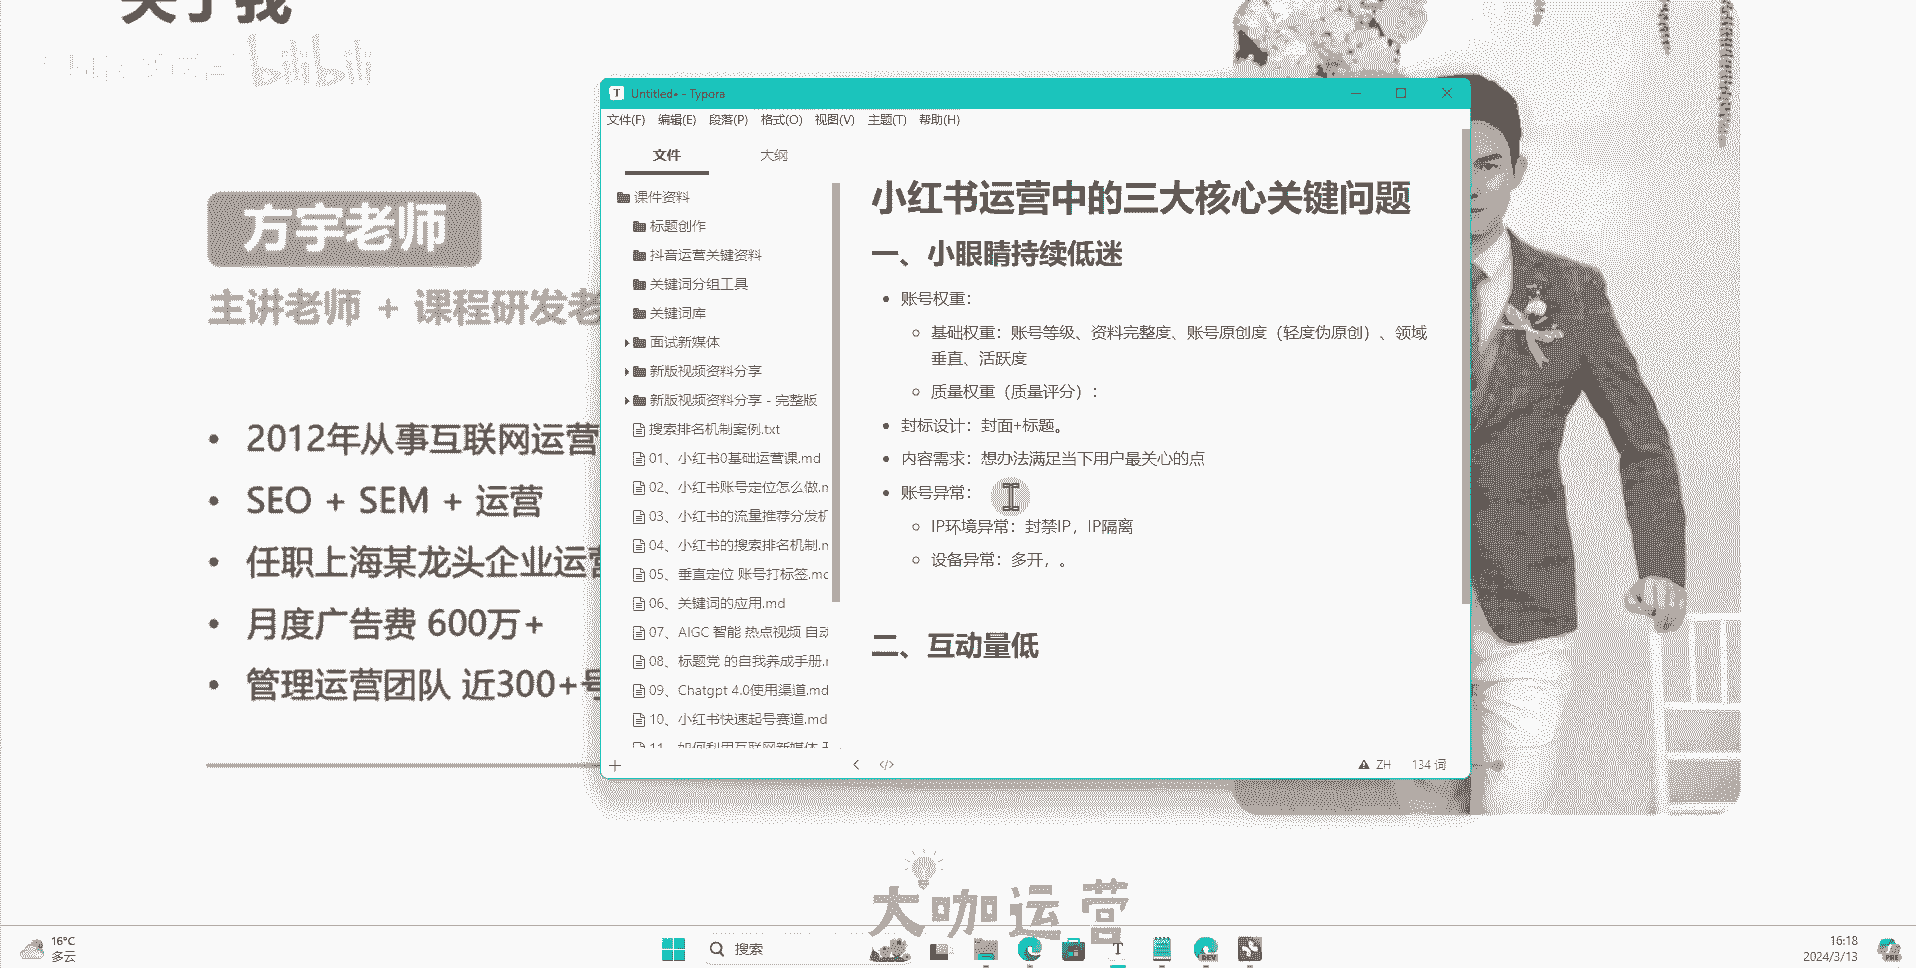 关于我
bilibili
方宇老师
主讲老师 + 课程研发老
2012年从事互联网运营
SEO + SEM + 运营
任职上海某龙头企业运营
月度广告费 600万+
管理运营团队 近300+号
Untitled• - Typora
文件(F) 编辑(E) 段落(P) 格式(O) 视图(V) 主题(T) 帮助(H)
文件 大纲
课件资料
标题创作
抖音运营关键资料
关键词分组工具
关键词库
面试新媒体
新版视频资料分享
新版视频资料分享 - 完整版
搜索排名机制案例.txt
01、小红书0基础运营课.md
02、小红书账号定位怎么做.m
03、小红书的流量推荐分发机
04、小红书的搜索排名机制.m
05、垂直定位 账号打标签.md
06、关键词的应用.md
07、AIGC 智能 热点视频 自动
08、标题党 的自我养成手册.m
09、Chatgpt 4.0使用渠道.md
10、小红书快速起号赛道.md
11、如何利用互联网新媒体
小红书运营中的三大核心关键问题
一、小眼睛持续低迷
账号权重：
基础权重：账号等级、资料完整度、账号原创度（轻度伪原创）、领域
垂直、活跃度
质量权重（质量评分）：
封标设计：封面+标题。
内容需求：想办法满足当下用户最关心的点
账号异常：
IP环境异常：封禁IP，IP隔离
设备异常：多开，。
二、互动量低
ZH 134 词
大咖运营
16°C
多云
搜索
16:18
2024/3/13